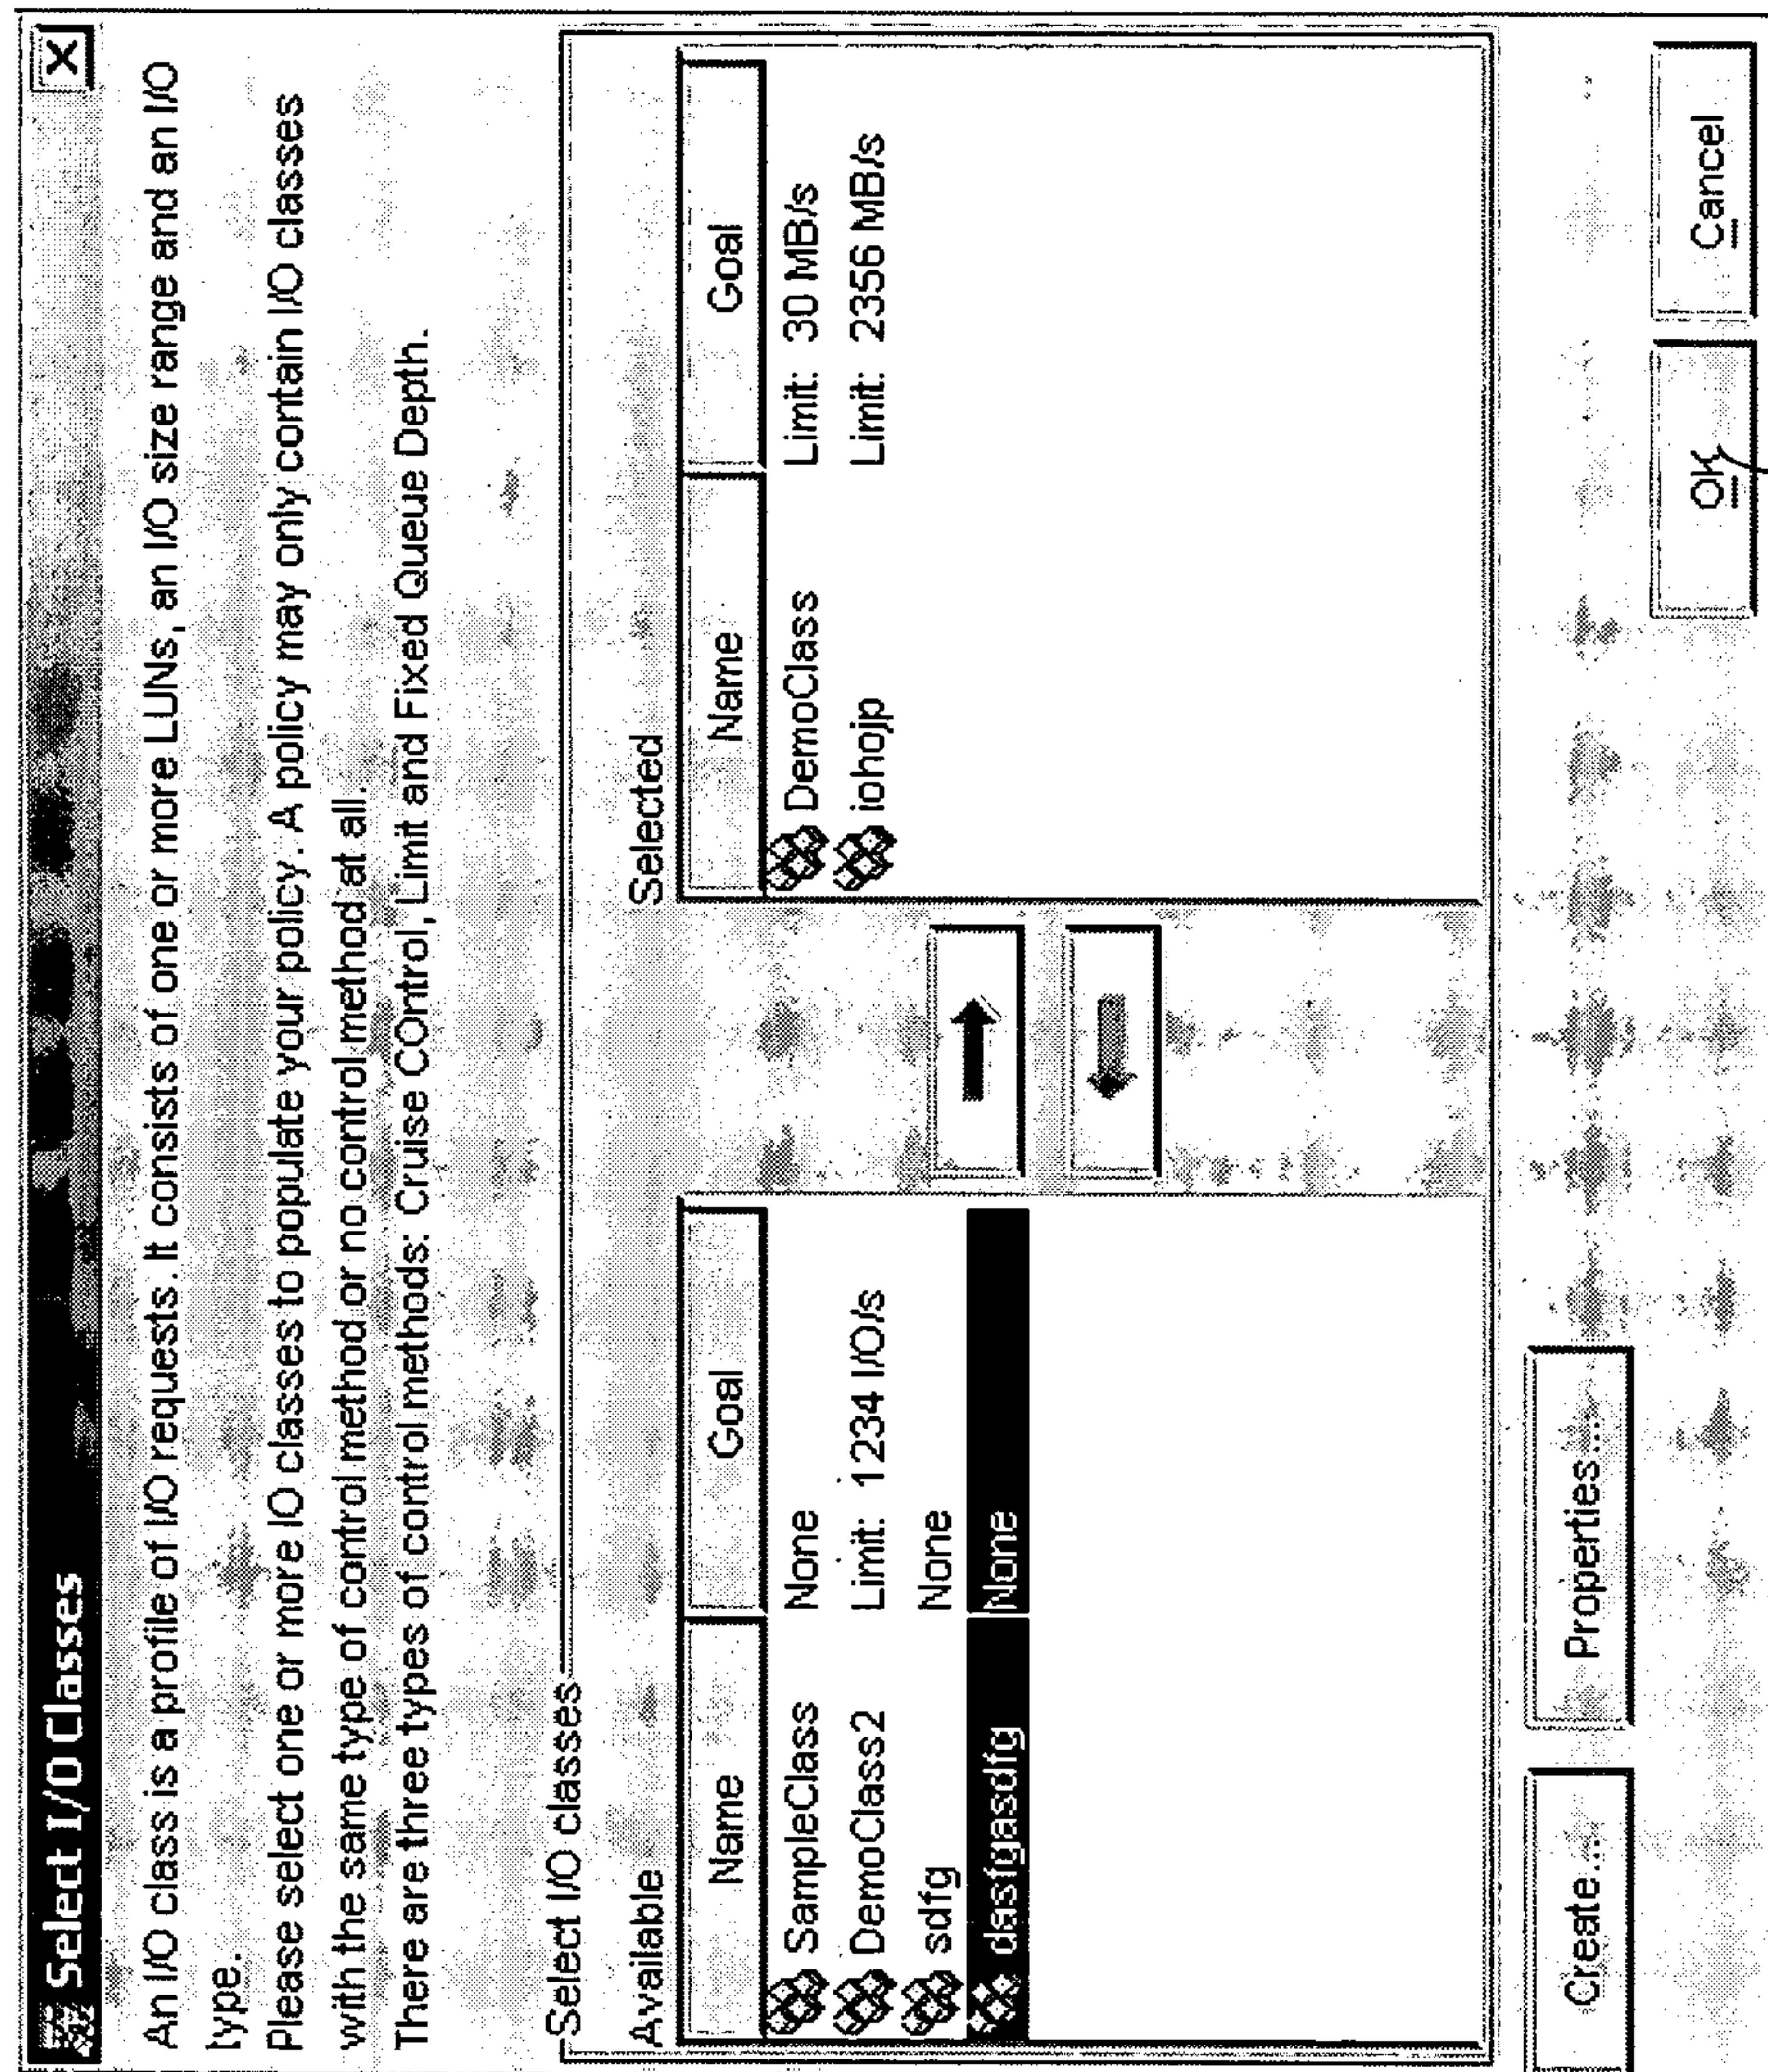 Select I/O Classes
An I/O class is a profile of I/O requests. It consists of one or more LUNs, an I/O size range and an I/O
type.
Please select one or more IO classes to populate your policy. A policy may only contain I/O classes
with the same type of control method or no control method at all.
There are three types of control methods: Cruise COntrol, Limit and Fixed Queue Depth.
Select I/O classes
Available
Name Goal
SampleClass None
DemoClass2 Limit: 1234 I/O/s
sdfg None
dasfgasdfg None
Selected
Name Goal
DemoClass Limit: 30 MB/s
iohojp Limit: 2356 MB/s
Create... Properties...
OK Cancel